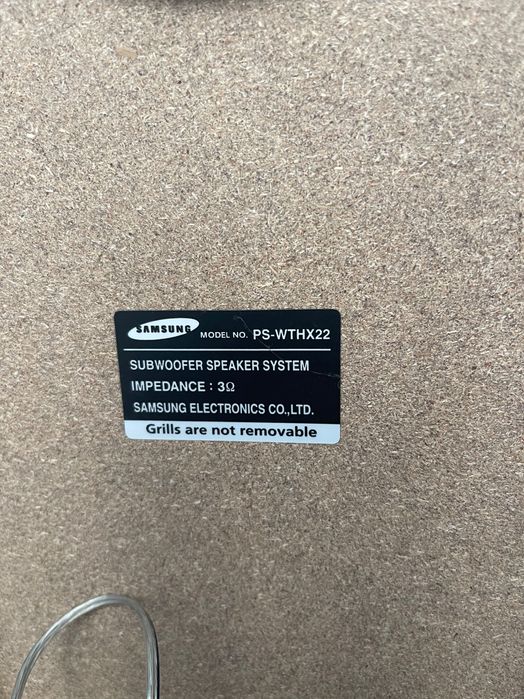 SAMSUNG MODEL NO. PS-WTHX22
SUBWOOFER SPEAKER SYSTEM
IMPEDANCE : 3Ω
SAMSUNG ELECTRONICS CO.,LTD.
Grills are not removable